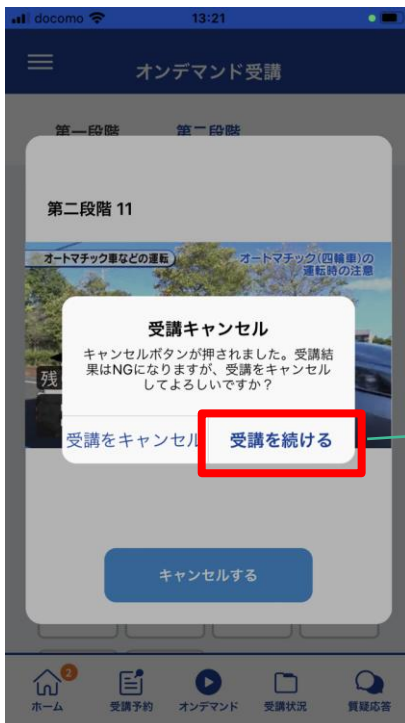 docomo 13:21
オンデマンド受講
第一段階 第二段階
第二段階 11
オートマチック車などの運転
オートマチック(四輪車)の
運転時の注意
受講キャンセル
キャンセルボタンが押されました。受講結
果はNGになりますが、受講をキャンセル
してよろしいですか？
残
受講をキャンセル 受講を続ける
キャンセルする
2
ホーム 受講予約 オンデマンド 受講状況 質疑応答